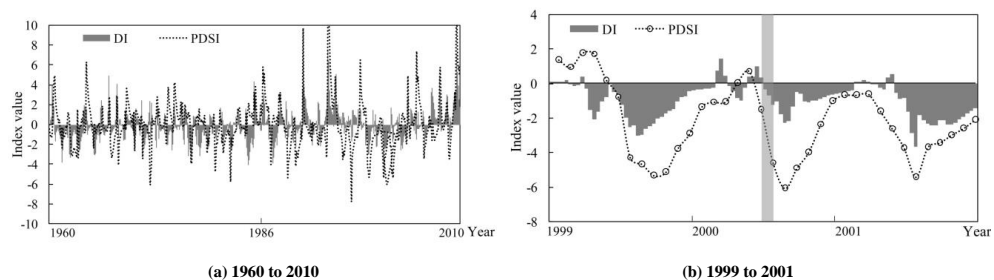 10
8
6
4
2
0
-2
-4
-6
-8
-10
Index value
DI PDSI
1960 1986 2010 Year
(a) 1960 to 2010
4
2
0
-2
-4
-6
-8
Index value
DI PDSI
1999 2000 2001 Year
(b) 1999 to 2001